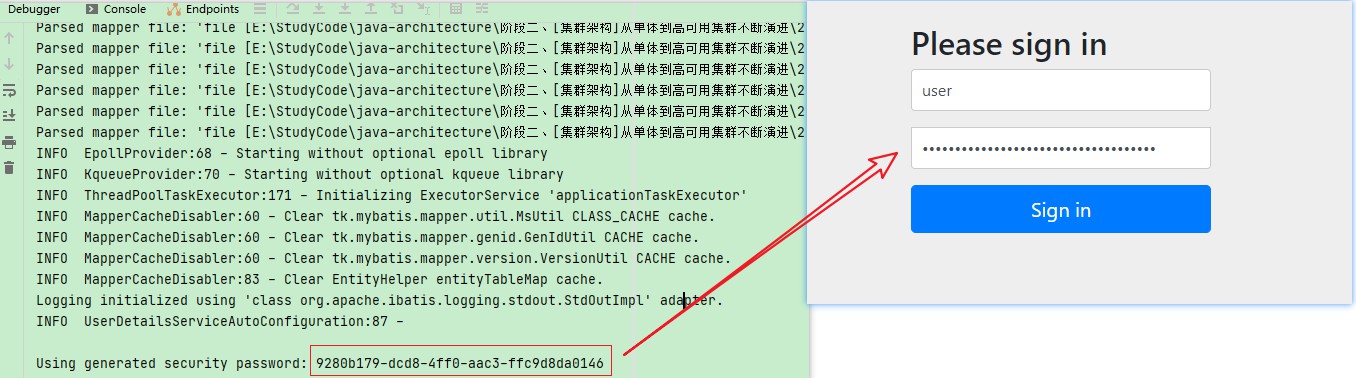 Debugger Console Endpoints
Parsed mapper file: 'file [E:\StudyCode\java-architecture\阶段二、[集群架构]从单体到高可用集群不断演进\2
Parsed mapper file: 'file [E:\StudyCode\java-architecture\阶段二、[集群架构]从单体到高可用集群不断演进\2
Parsed mapper file: 'file [E:\StudyCode\java-architecture\阶段二、[集群架构]从单体到高可用集群不断演进\2
Parsed mapper file: 'file [E:\StudyCode\java-architecture\阶段二、[集群架构]从单体到高可用集群不断演进\2
Parsed mapper file: 'file [E:\StudyCode\java-architecture\阶段二、[集群架构]从单体到高可用集群不断演进\2
Parsed mapper file: 'file [E:\StudyCode\java-architecture\阶段二、[集群架构]从单体到高可用集群不断演进\2
INFO  EpollProvider:68 - Starting without optional epoll library
INFO  KqueueProvider:70 - Starting without optional kqueue library
INFO  ThreadPoolTaskExecutor:171 - Initializing ExecutorService 'applicationTaskExecutor'
INFO  MapperCacheDisabler:60 - Clear tk.mybatis.mapper.util.MsUtil CLASS_CACHE cache.
INFO  MapperCacheDisabler:60 - Clear tk.mybatis.mapper.genid.GenIdUtil CACHE cache.
INFO  MapperCacheDisabler:60 - Clear tk.mybatis.mapper.version.VersionUtil CACHE cache.
INFO  MapperCacheDisabler:83 - Clear EntityHelper entityTableMap cache.
Logging initialized using 'class org.apache.ibatis.logging.stdout.StdOutImpl' adapter.
INFO  UserDetailsServiceAutoConfiguration:87 -
Using generated security password: 9280b179-dcd8-4ff0-aac3-ffc9d8da0146
Please sign in
user
Sign in